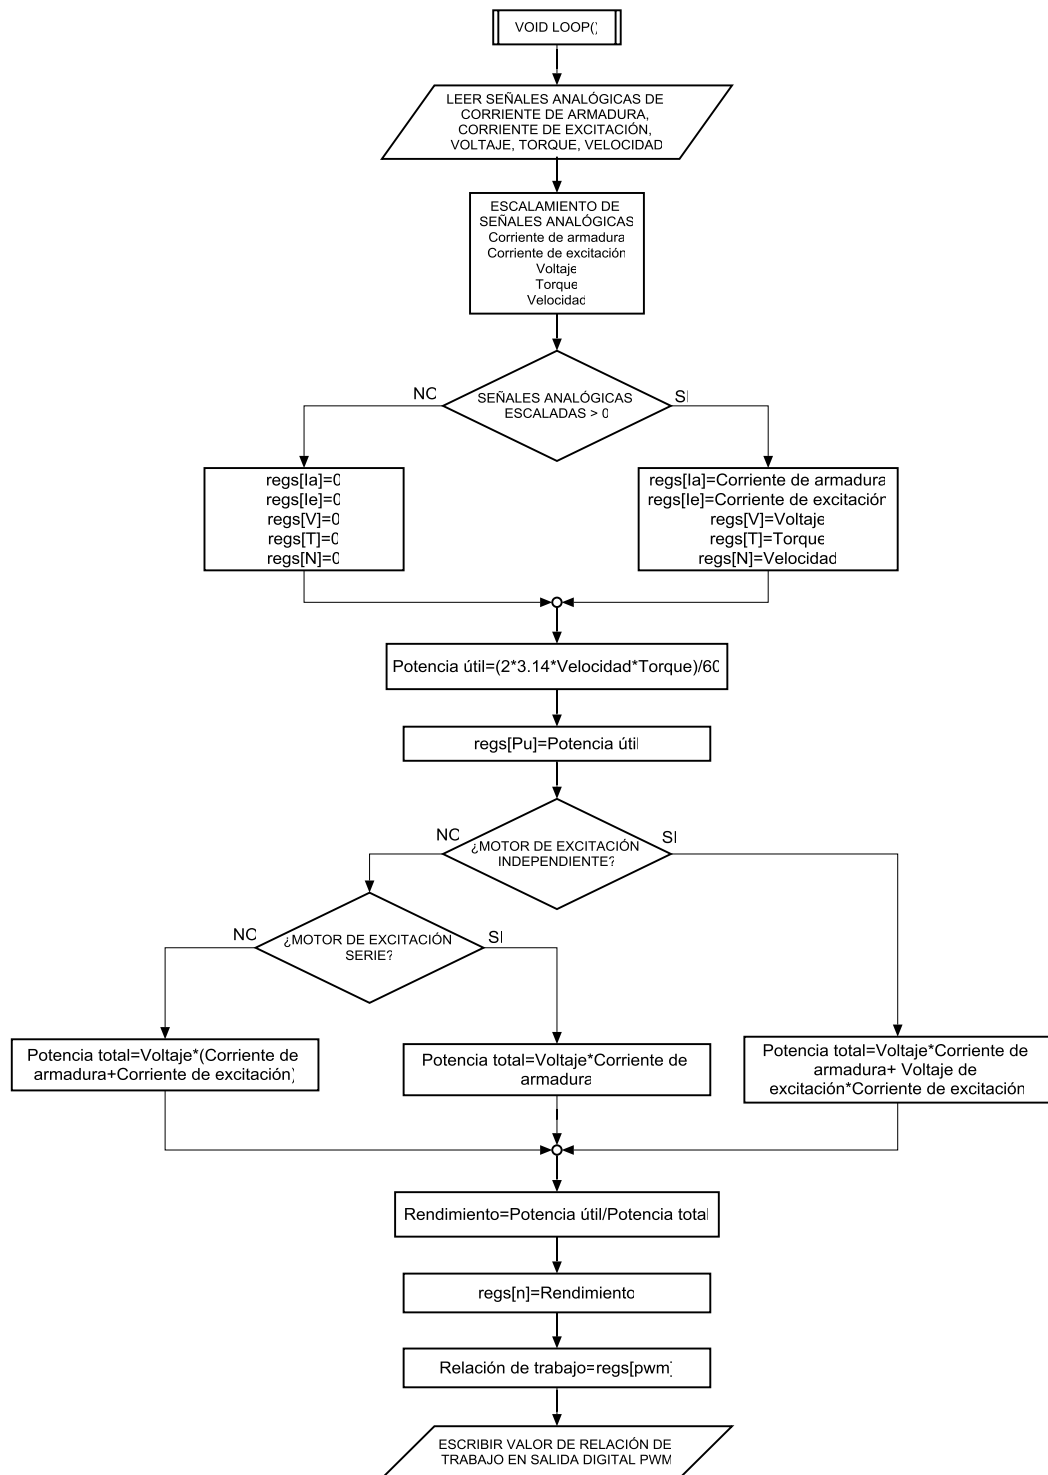 VOID LOOP()
LEER SEÑALES ANALÓGICAS DE
CORRIENTE DE ARMADURA,
CORRIENTE DE EXCITACIÓN,
VOLTAJE, TORQUE, VELOCIDAD
ESCALAMIENTO DE
SEÑALES ANALÓGICAS
Corriente de armadura
Corriente de excitación
Voltaje
Torque
Velocidad
SEÑALES ANALÓGICAS
ESCALADAS > 0
NO
SI
regs[Ia]=0
regs[Ie]=0
regs[V]=0
regs[T]=0
regs[N]=0
regs[Ia]=Corriente de armadura
regs[Ie]=Corriente de excitación
regs[V]=Voltaje
regs[T]=Torque
regs[N]=Velocidad
Potencia útil=(2*3.14*Velocidad*Torque)/60
regs[Pu]=Potencia útil
¿MOTOR DE EXCITACIÓN
INDEPENDIENTE?
NO
SI
¿MOTOR DE EXCITACIÓN
SERIE?
NO
SI
Potencia total=Voltaje*(Corriente de
armadura+Corriente de excitación)
Potencia total=Voltaje*Corriente de
armadura
Potencia total=Voltaje*Corriente de
armadura+ Voltaje de
excitación*Corriente de excitación
Rendimiento=Potencia útil/Potencia total
regs[n]=Rendimiento
Relación de trabajo=regs[pwm]
ESCRIBIR VALOR DE RELACIÓN DE
TRABAJO EN SALIDA DIGITAL PWM